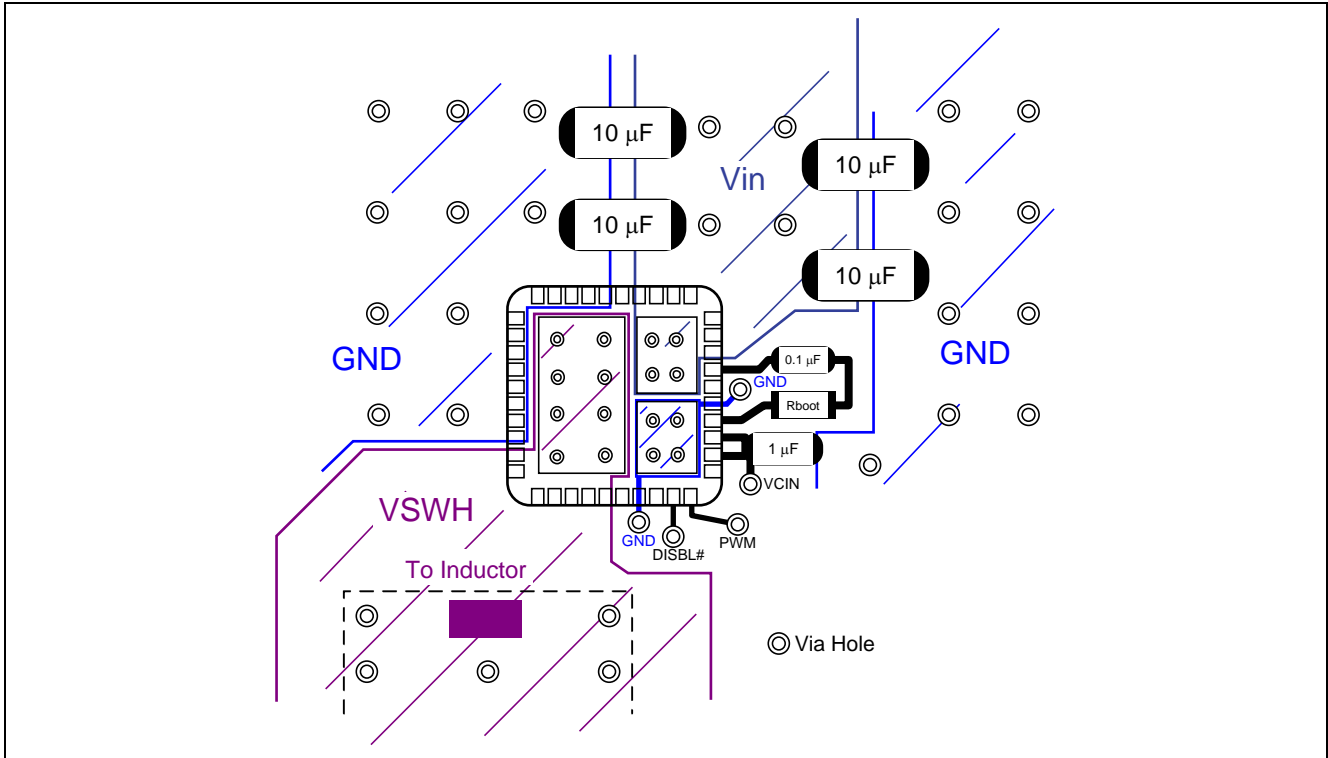 10 μF
10 μF
Vin
10 μF
10 μF
GND
GND
0.1 μF
GND
Rboot
1 μF
VCIN
VSWH
GND
DISBL#
PWM
To Inductor
Via Hole